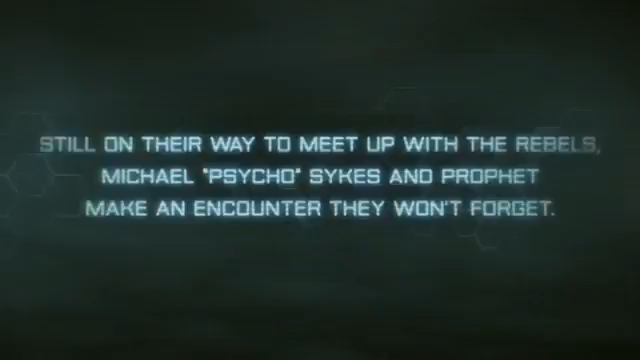 STILL ON THEIR WAY TO MEET UP WITH THE REBELS,
MICHAEL "PSYCHO" SYKES AND PROPHET
MAKE AN ENCOUNTER THEY WON'T FORGET.